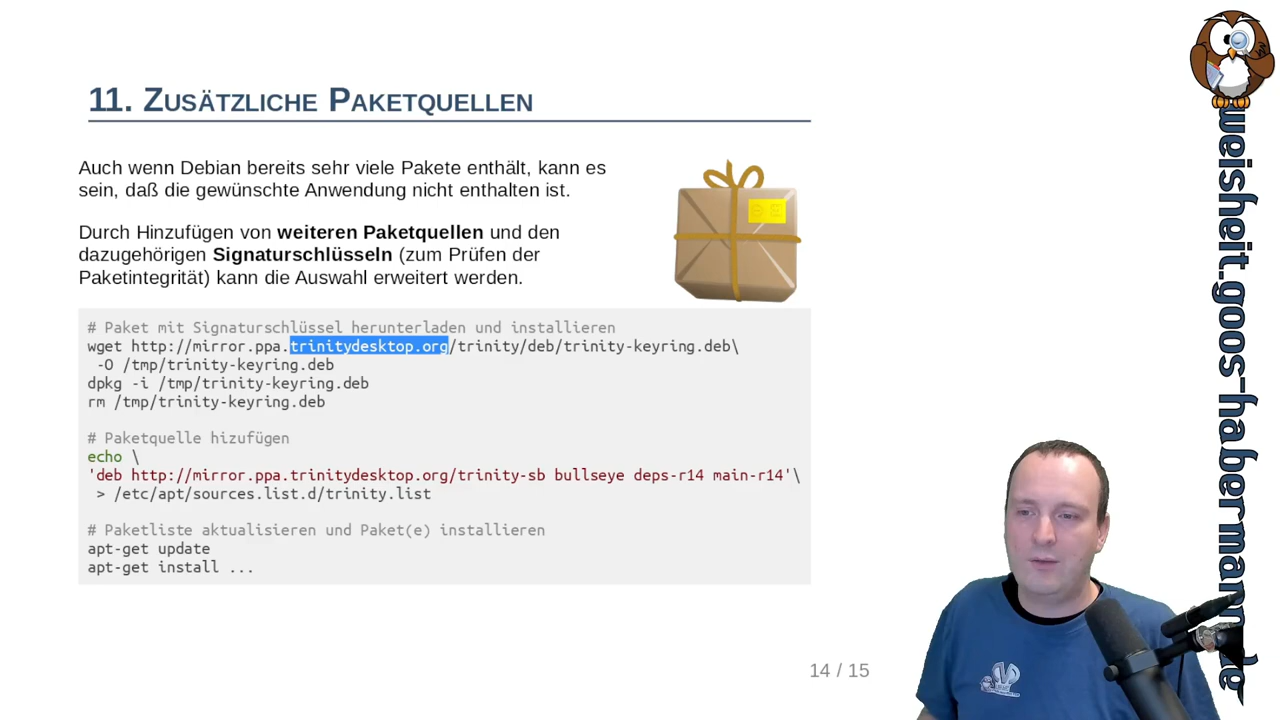 11. Zusätzliche Paketquellen
Auch wenn Debian bereits sehr viele Pakete enthält, kann es
sein, daß die gewünschte Anwendung nicht enthalten ist.
Durch Hinzufügen von weiteren Paketquellen und den
dazugehörigen Signaturschlüsseln (zum Prüfen der
Paketintegrität) kann die Auswahl erweitert werden.
# Paket mit Signaturschlüssel herunterladen und installieren
wget http://mirror.ppa.trinitydesktop.org/trinity/deb/trinity-keyring.deb\
-O /tmp/trinity-keyring.deb
dpkg -i /tmp/trinity-keyring.deb
rm /tmp/trinity-keyring.deb
# Paketquelle hizufügen
echo \
'deb http://mirror.ppa.trinitydesktop.org/trinity-sb bullseye deps-r14 main-r14'\
> /etc/apt/sources.list.d/trinity.list
# Paketliste aktualisieren und Paket(e) installieren
apt-get update
apt-get install ...
14 / 15
weisheit.goos-habermann.de